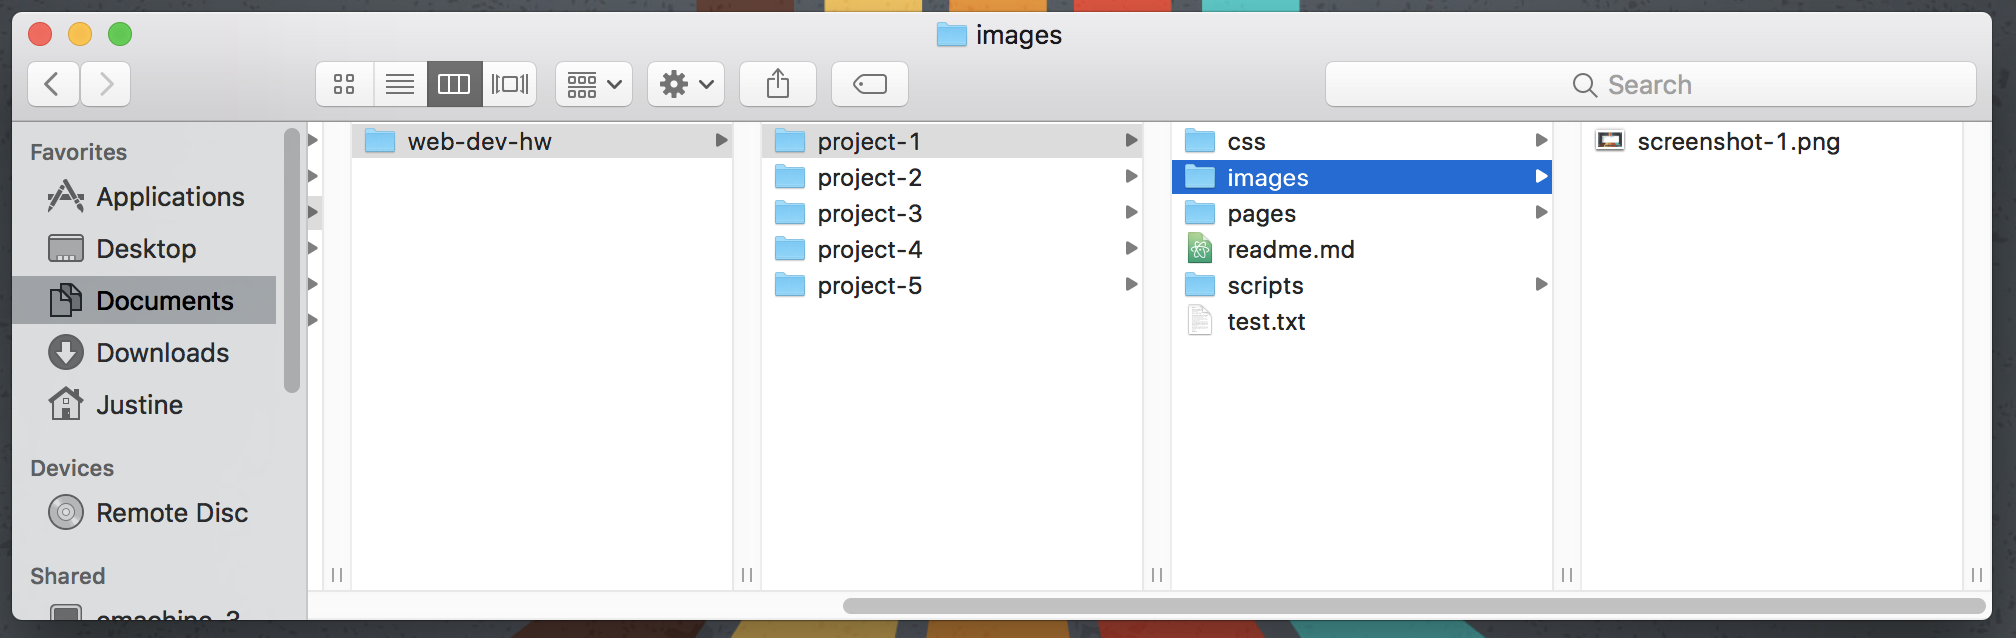 images
Search
Favorites
Applications
Desktop
Documents
Downloads
Justine
Devices
Remote Disc
Shared
web-dev-hw
project-1
project-2
project-3
project-4
project-5
css
images
pages
readme.md
scripts
test.txt
screenshot-1.png